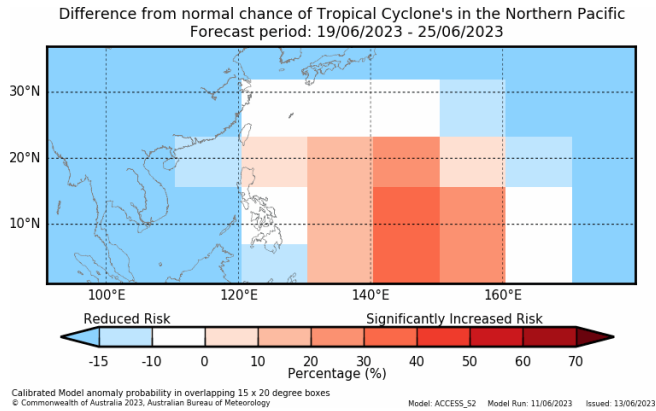 Difference from normal chance of Tropical Cyclone's in the Northern Pacific
Forecast period: 19/06/2023 - 25/06/2023
30°N
20°N
10°N
100°E 120°E 140°E 160°E
Reduced Risk Significantly Increased Risk
-15 -10 0 10 20 30 40 50 60 70
Percentage (%)
Calibrated Model anomaly probability in overlapping 15 x 20 degree boxes
© Commonwealth of Australia 2023, Australian Bureau of Meteorology Model: ACCESS_S2 Model Run: 11/06/2023 Issued: 13/06/2023